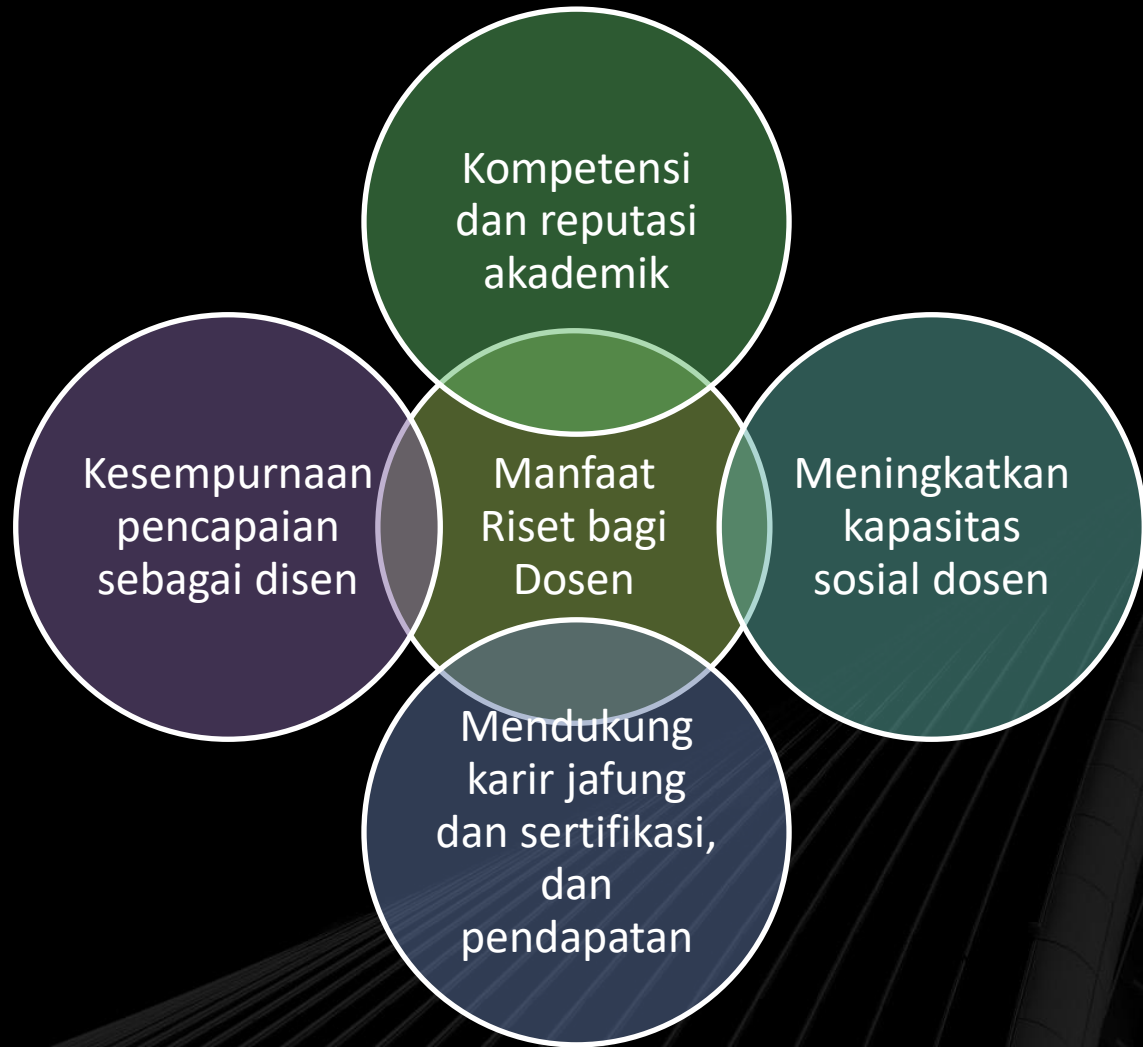 Kompetensi
dan reputasi
akademik
Kesempurnaan
pencapaian
sebagai disen
Manfaat
Riset bagi
Dosen
Meningkatkan
kapasitas
sosial dosen
Mendukung
karir jafung
dan sertifikasi,
dan
pendapatan